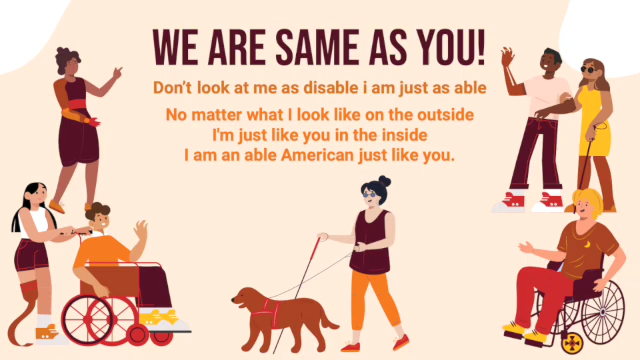 WE ARE SAME AS YOU!
Don't look at me as disable i am just as able
No matter what I look like on the outside
I'm just like you in the inside
I am an able American just like you.